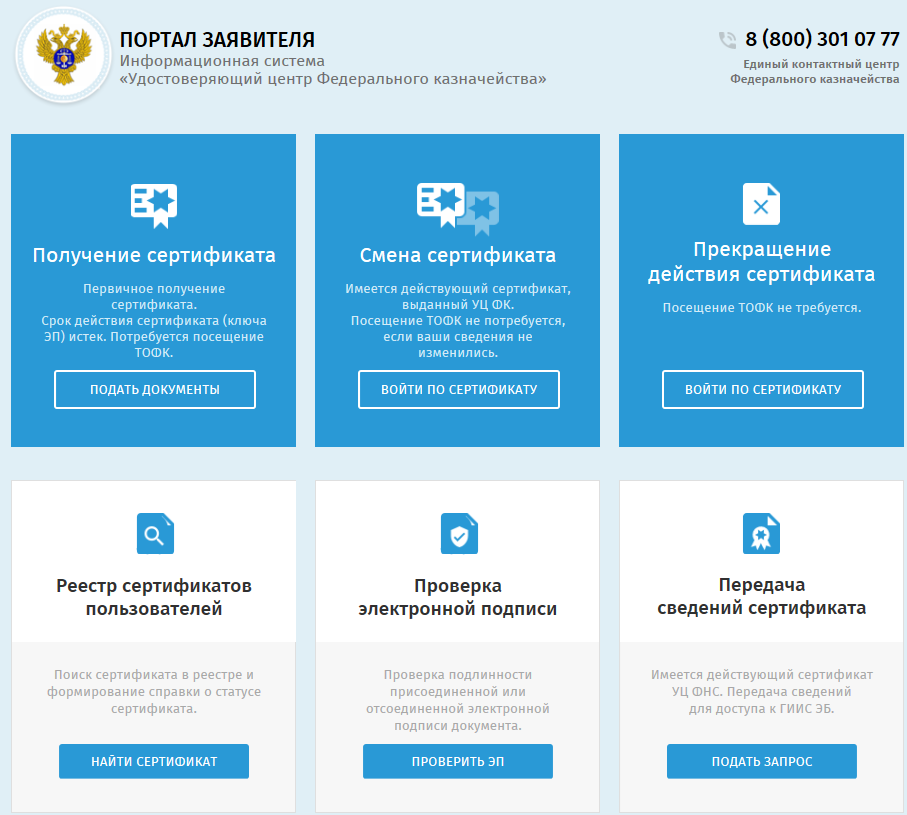 ПОРТАЛ ЗАЯВИТЕЛЯ
Информационная система
«Удостоверяющий центр Федерального казначейства»
8 (800) 301 07 77
Единый контактный центр
Федерального казначейства
Получение сертификата
Первичное получение
сертификата.
Срок действия сертификата (ключа
ЭП) истек. Потребуется посещение
ТОФК.
ПОДАТЬ ДОКУМЕНТЫ
Смена сертификата
Имеется действующий сертификат,
выданный УЦ ФК.
Посещение ТОФК не потребуется,
если ваши сведения не
изменились.
ВОЙТИ ПО СЕРТИФИКАТУ
Прекращение
действия сертификата
Посещение ТОФК не требуется.
ВОЙТИ ПО СЕРТИФИКАТУ
Реестр сертификатов
пользователей
Поиск сертификата в реестре и
формирование справки о статусе
сертификата.
НАЙТИ СЕРТИФИКАТ
Проверка
электронной подписи
Проверка подлинности
присоединенной или
отсоединенной электронной
подписи документа.
ПРОВЕРИТЬ ЭП
Передача
сведений сертификата
Имеется действующий сертификат
УЦ ФНС. Передача сведений
для доступа к ГИИС ЭБ.
ПОДАТЬ ЗАПРОС